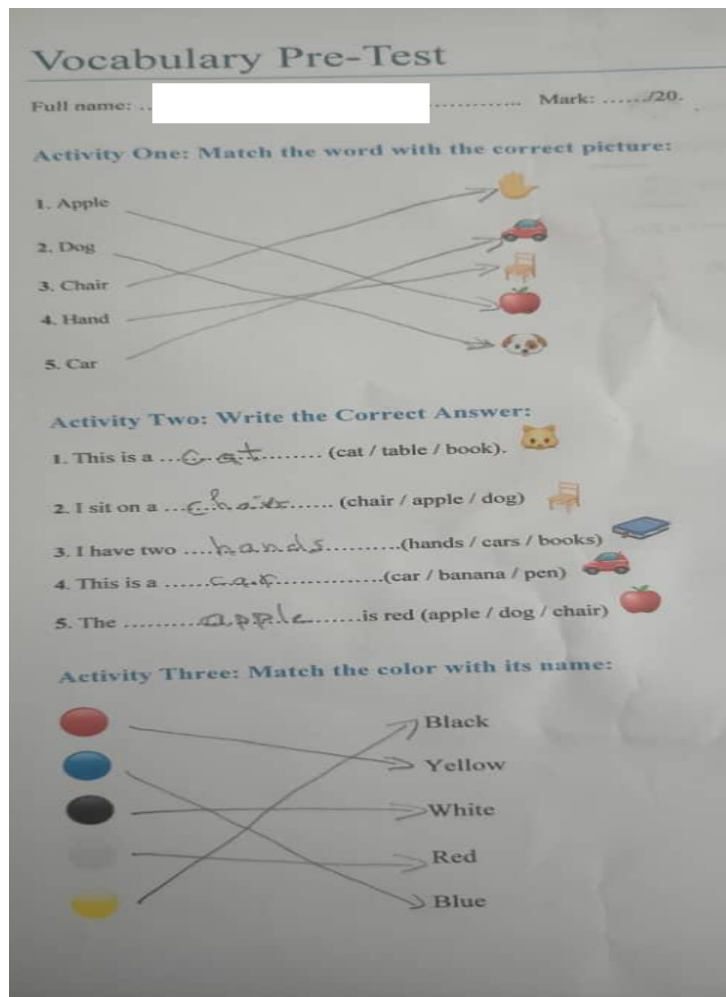 Vocabulary Pre-Test
Full name: .. .................. Mark: ....../20.
Activity One: Match the word with the correct picture:
1. Apple
2. Dog
3. Chair
4. Hand
5. Car
Activity Two: Write the Correct Answer:
1. This is a ...cat........ (cat / table / book).
2. I sit on a ...chair...... (chair / apple / dog)
3. I have two ....hands..........(hands / cars / books)
4. This is a ......car...............(car / banana / pen)
5. The ..........apple......is red (apple / dog / chair)
Activity Three: Match the color with its name:
Black
Yellow
White
Red
Blue